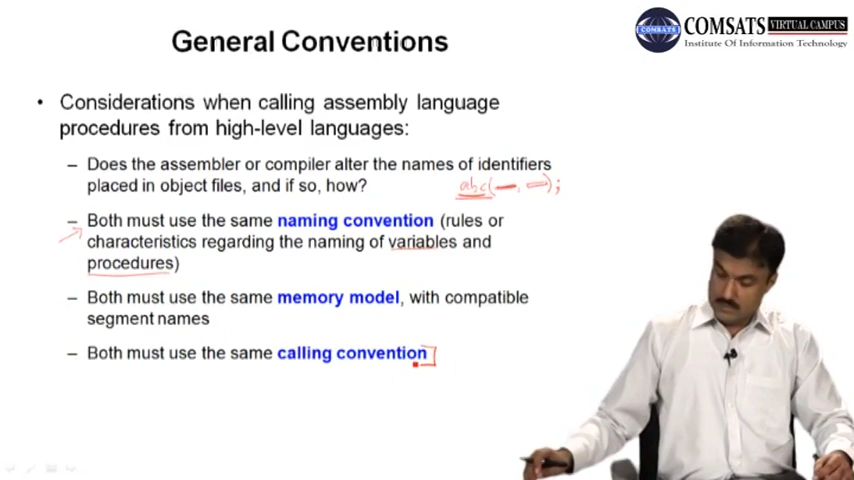 General Conventions
COMSATS VIRTUAL CAMPUS
Institute Of Information Technology
COMSATS
• Considerations when calling assembly language
procedures from high-level languages:
– Does the assembler or compiler alter the names of identifiers
placed in object files, and if so, how?
abc(—, —);
– Both must use the same naming convention (rules or
characteristics regarding the naming of variables and
procedures)
– Both must use the same memory model, with compatible
segment names
– Both must use the same calling convention